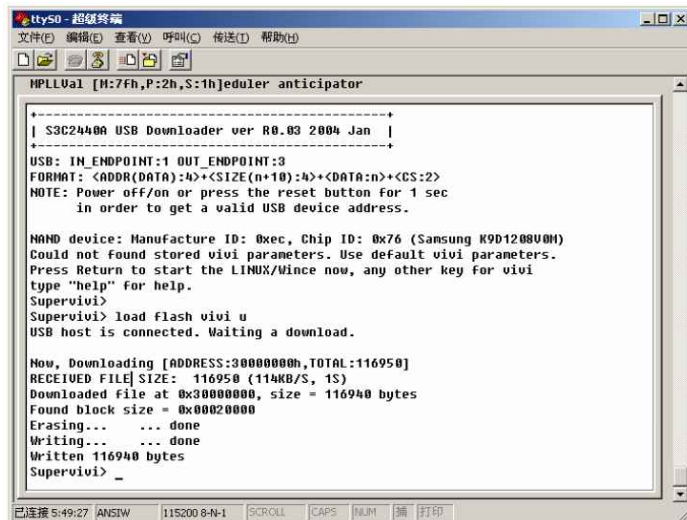 ttyS0 - 超级终端
文件(F) 编辑(E) 查看(V) 呼叫(C) 传送(T) 帮助(H)
MPLLVal [M:7fh,P:2h,S:1h]eduler anticipator
+---------------------------------------------+
| S3C2440A USB Downloader ver R0.03 2004 Jan |
+---------------------------------------------+
USB: IN_ENDPOINT:1 OUT_ENDPOINT:3
FORMAT: <ADDR(DATA):4>+<SIZE(n+10):4>+<DATA:n>+<CS:2>
NOTE: Power off/on or press the reset button for 1 sec
in order to get a valid USB device address.
NAND device: Manufacture ID: 0xec, Chip ID: 0x76 (Samsung K9D1208V0M)
Could not found stored vivi parameters. Use default vivi parameters.
Press Return to start the LINUX/Wince now, any other key for vivi
type "help" for help.
Supervivi>
Supervivi> load flash vivi u
USB host is connected. Waiting a download.
Now, Downloading [ADDRESS:30000000h,TOTAL:116950]
RECEIVED FILE SIZE: 116950 (114KB/S, 1S)
Downloaded file at 0x30000000, size = 116940 bytes
Found block size = 0x00020000
Erasing... ... done
Writing... ... done
Written 116940 bytes
Supervivi> _
已连接 5:49:27 ANSIW 115200 8-N-1 SCROLL CAPS NUM 捕 打印